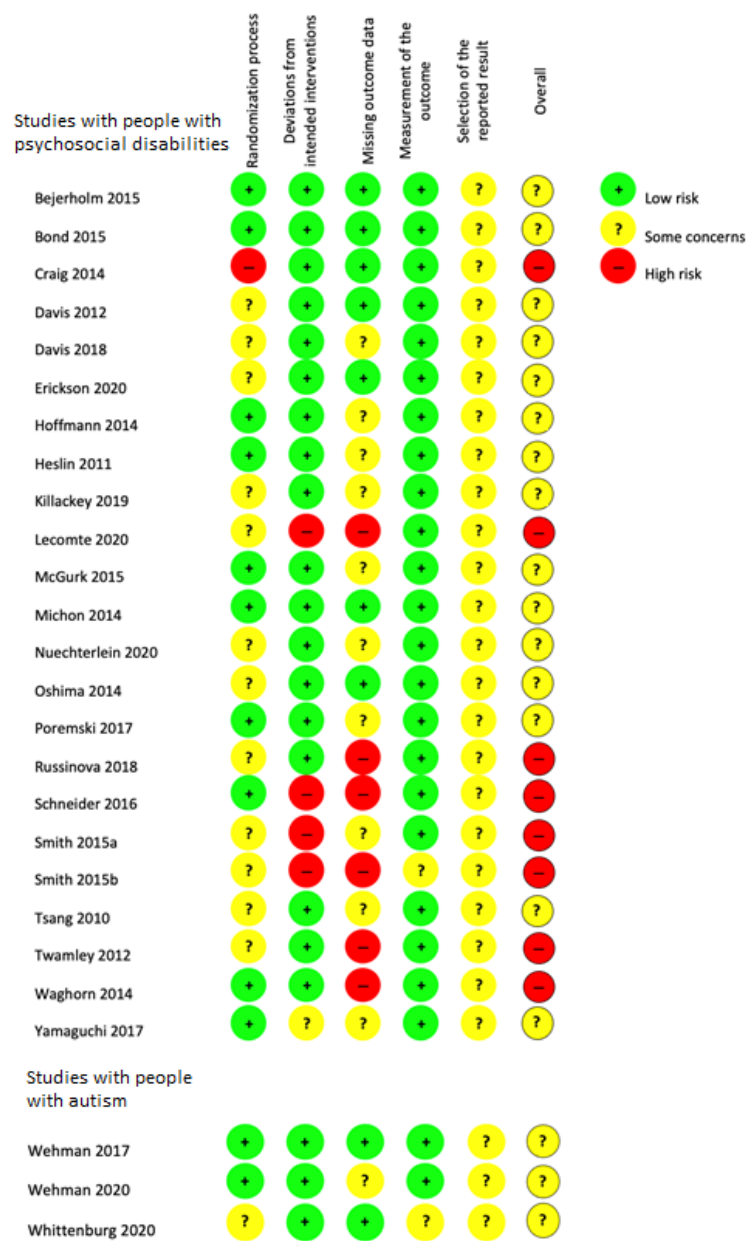 Randomization process
Deviations from
intended interventions
Missing outcome data
Measurement of the
outcome
Selection of the
reported result
Overall
Studies with people with
psychosocial disabilities
Bejerholm 2015 + + + + ? ?
Bond 2015 + + + + ? ?
Craig 2014 − + + + ? −
Davis 2012 ? + + + ? ?
Davis 2018 ? + ? + ? ?
Erickson 2020 ? + + + ? ?
Hoffmann 2014 + + ? + ? ?
Heslin 2011 + + ? + ? ?
Killackey 2019 ? + ? + ? ?
Lecomte 2020 ? − − + ? −
McGurk 2015 + + ? + ? ?
Michon 2014 + + + + ? ?
Nuechterlein 2020 ? + ? + ? ?
Oshima 2014 ? + + + ? ?
Poremski 2017 + + ? + ? ?
Russinova 2018 ? + − + ? −
Schneider 2016 + − − + ? −
Smith 2015a ? − ? + ? −
Smith 2015b ? − − ? ? −
Tsang 2010 ? + ? + ? ?
Twamley 2012 ? + − + ? −
Waghorn 2014 + + − + ? −
Yamaguchi 2017 + ? ? + ? ?
+ Low risk
? Some concerns
− High risk
Studies with people
with autism
Wehman 2017 + + + + ? ?
Wehman 2020 + + ? + ? ?
Whittenburg 2020 ? + + ? ? ?